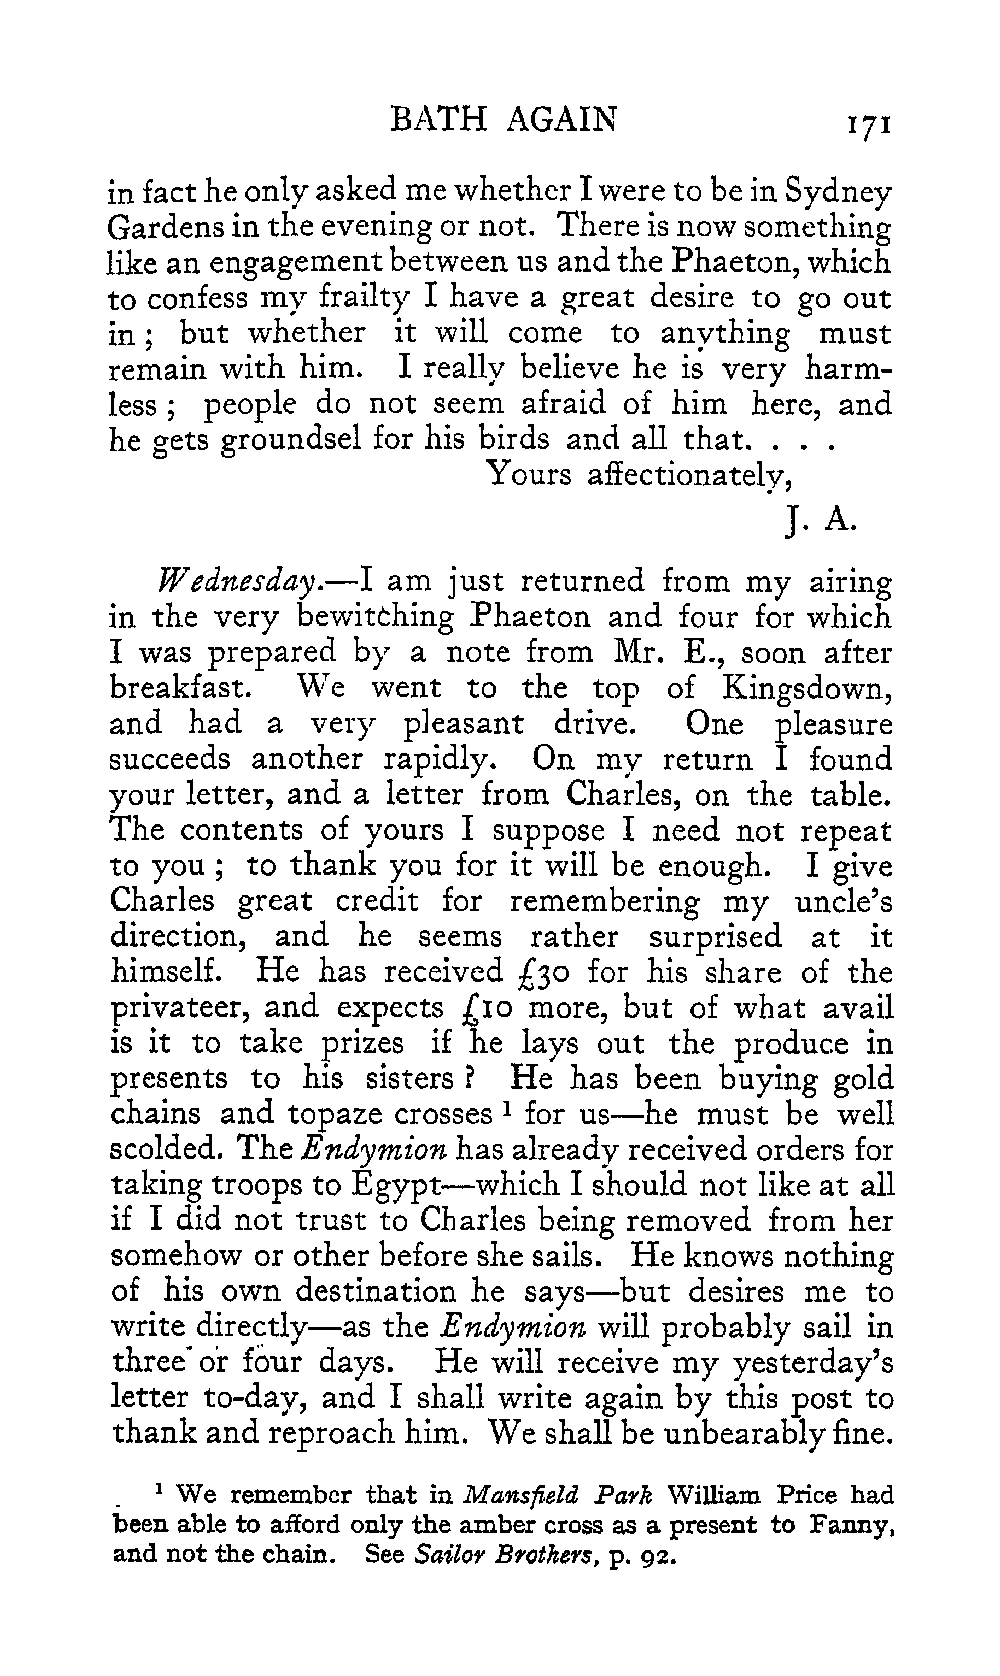 BATH AGAIN 171
in fact he only asked me whether I were to be in Sydney
Gardens in the evening or not. There is now something
like an engagement between us and the Phaeton, which
to confess my frailty I have a great desire to go out
in ; but whether it will come to anything must
remain with him. I really believe he is very harm-
less ; people do not seem afraid of him here, and
he gets groundsel for his birds and all that. . . .
Yours affectionately,
J. A.
Wednesday.—I am just returned from my airing
in the very bewitching Phaeton and four for which
I was prepared by a note from Mr. E., soon after
breakfast. We went to the top of Kingsdown,
and had a very pleasant drive. One pleasure
succeeds another rapidly. On my return I found
your letter, and a letter from Charles, on the table.
The contents of yours I suppose I need not repeat
to you ; to thank you for it will be enough. I give
Charles great credit for remembering my uncle's
direction, and he seems rather surprised at it
himself. He has received £30 for his share of the
privateer, and expects £10 more, but of what avail
is it to take prizes if he lays out the produce in
presents to his sisters ? He has been buying gold
chains and topaze crosses ¹ for us—he must be well
scolded. The Endymion has already received orders for
taking troops to Egypt—which I should not like at all
if I did not trust to Charles being removed from her
somehow or other before she sails. He knows nothing
of his own destination he says—but desires me to
write directly—as the Endymion will probably sail in
three or four days. He will receive my yesterday's
letter to-day, and I shall write again by this post to
thank and reproach him. We shall be unbearably fine.
¹ We remember that in Mansfield Park William Price had
been able to afford only the amber cross as a present to Fanny,
and not the chain. See Sailor Brothers, p. 92.